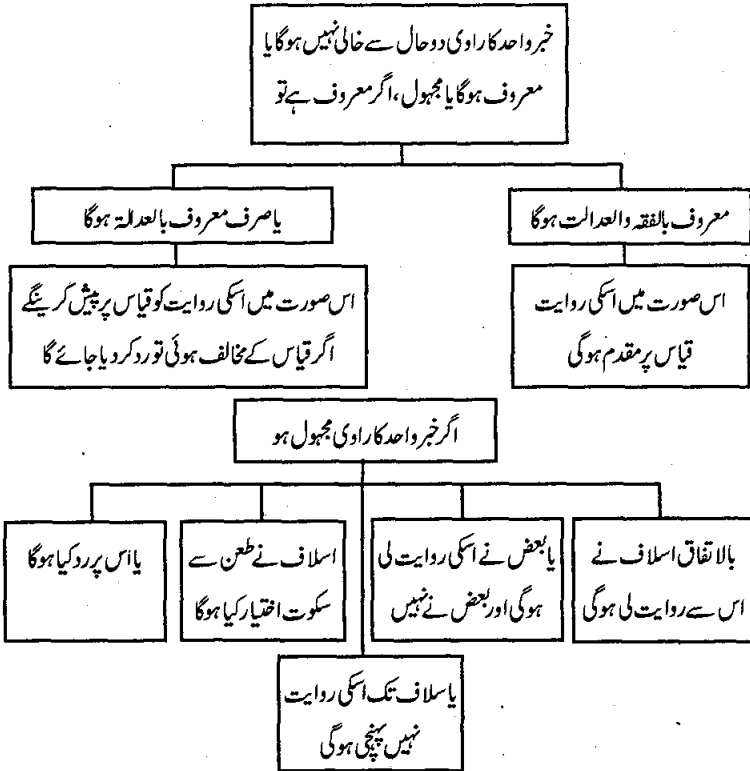 خبر واحد کا راوی دو حال سے خالی نہیں ہوگا یا
معروف ہوگا یا مجہول، اگر معروف ہے تو
معروف بالفقہ والعدالت ہوگا
یا صرف معروف بالعدالۃ ہوگا
اس صورت میں اسکی روایت
قیاس پر مقدم ہوگی
اس صورت میں اسکی روایت کو قیاس پر پیش کرینگے
اگر قیاس کے مخالف ہوئی تو رد کر دیا جائے گا
اگر خبر واحد کا راوی مجہول ہو
بالاتفاق اسلاف نے
اس سے روایت لی ہوگی
یا بعض نے اسکی روایت لی
ہوگی اور بعض نے نہیں
اسلاف نے طعن سے
سکوت اختیار کیا ہوگا
یا اس پر رد کیا ہوگا
یا سلاف تک اسکی روایت
نہیں پہنچی ہوگی